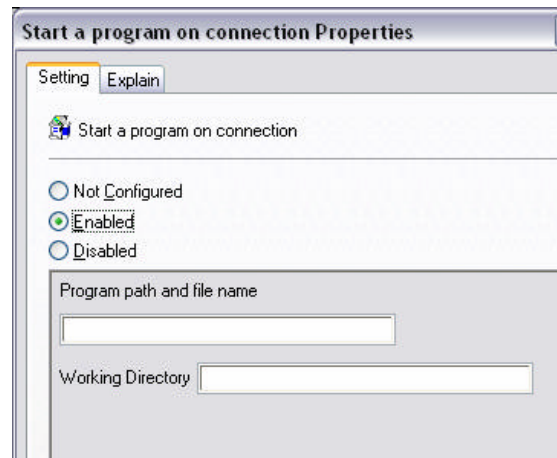 Start a program on connection Properties
Setting Explain
Start a program on connection
Not Configured
Enabled
Disabled
Program path and file name
Working Directory